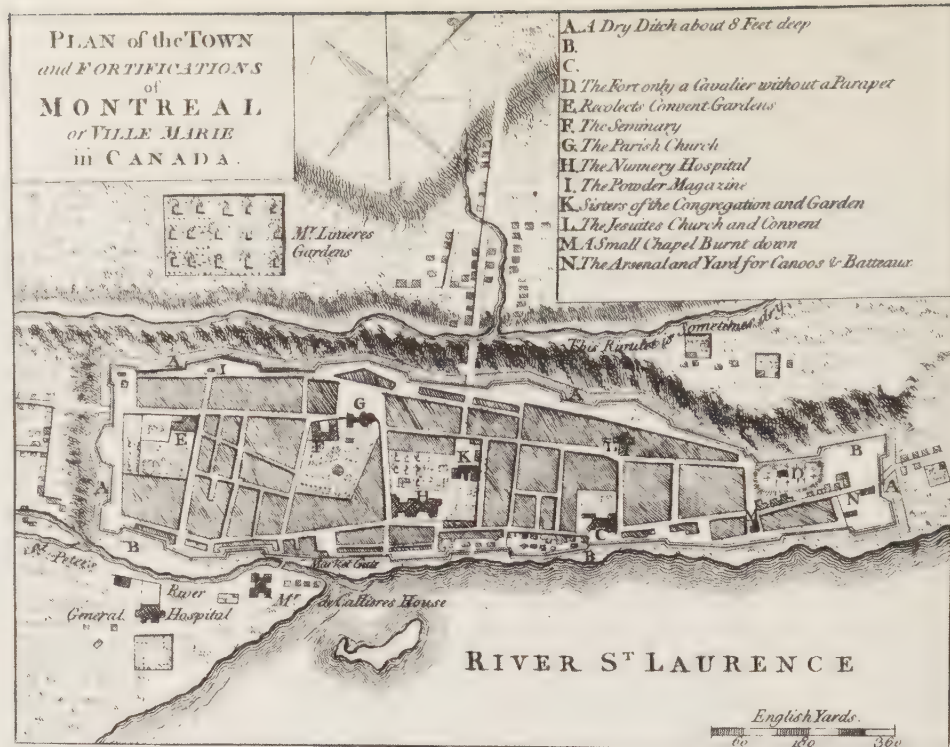 PLAN of the TOWN
and FORTIFICATIONS
of
MONTREAL
or VILLE MARIE
in CANADA.
A. A Dry Ditch about 8 Feet deep
B.
C.
D. The Fort only a Cavalier without a Parapet
E. Recolects Convent Gardens
F. The Seminary
G. The Parish Church
H. The Nunnery Hospital
I. The Powder Magazine
K. Sisters of the Congregation and Garden
L. The Jesuites Church and Convent
M. A Small Chapel Burnt down
N. The Arsenal and Yard for Canoos & Batteaux
Mr. Linieres
Gardens
This Rivulet is Sometimes dry
A
I
A
G
E
F
L
K
B
D
H
N
A
A
M
C
B
B
Market Gate
St. Peter's
River
Mr. de Callieres House
General Hospital
RIVER ST LAURENCE
English Yards.
60 180 360